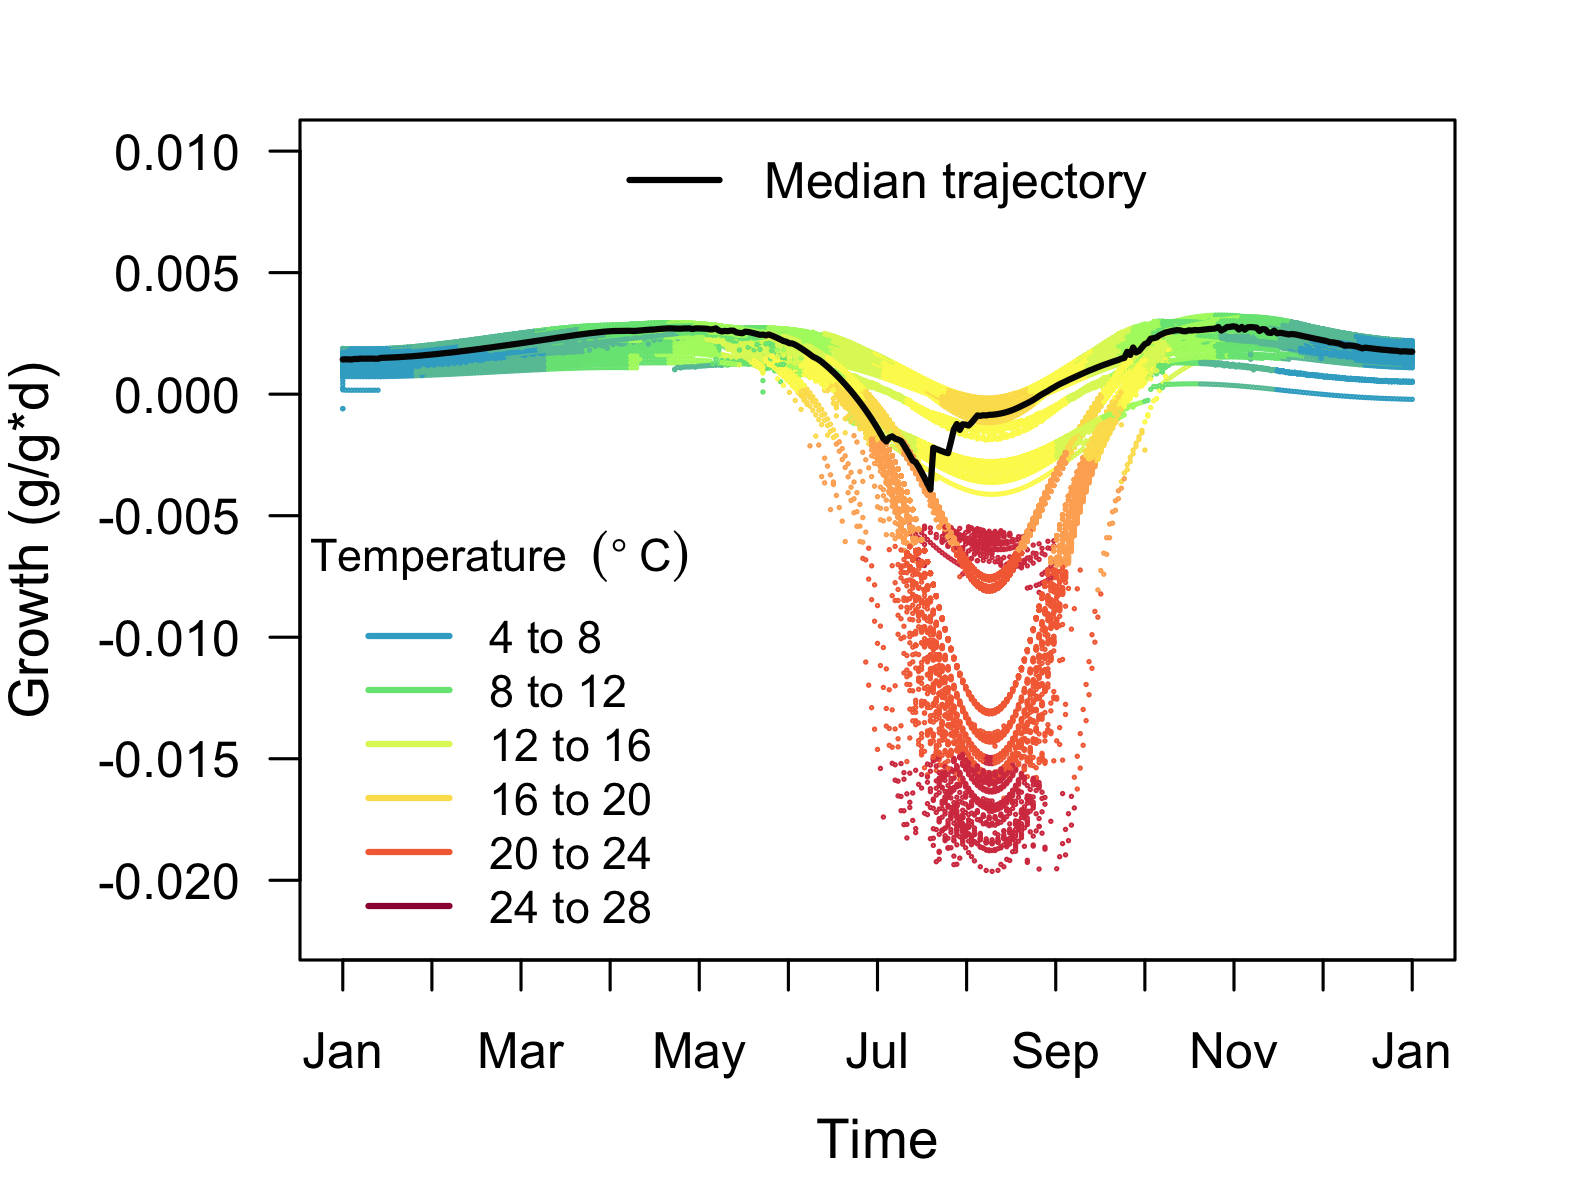 Median trajectory
0.010
0.005
0.000
-0.005
-0.010
-0.015
-0.020
Growth (g/g*d)
Temperature (° C)
4 to 8
8 to 12
12 to 16
16 to 20
20 to 24
24 to 28
Jan Mar May Jul Sep Nov Jan
Time